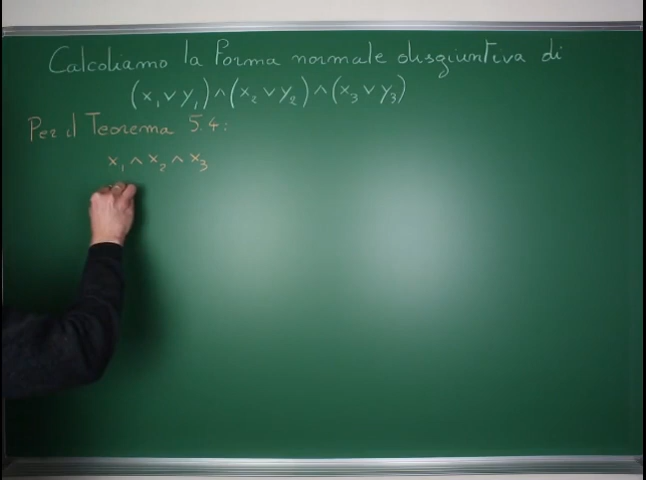 Calcoliamo la forma normale disgiuntiva di
(x₁ ∨ y₁) ∧ (x₂ ∨ y₂) ∧ (x₃ ∨ y₃)
Per il Teorema 5.4:
x₁ ∧ x₂ ∧ x₃